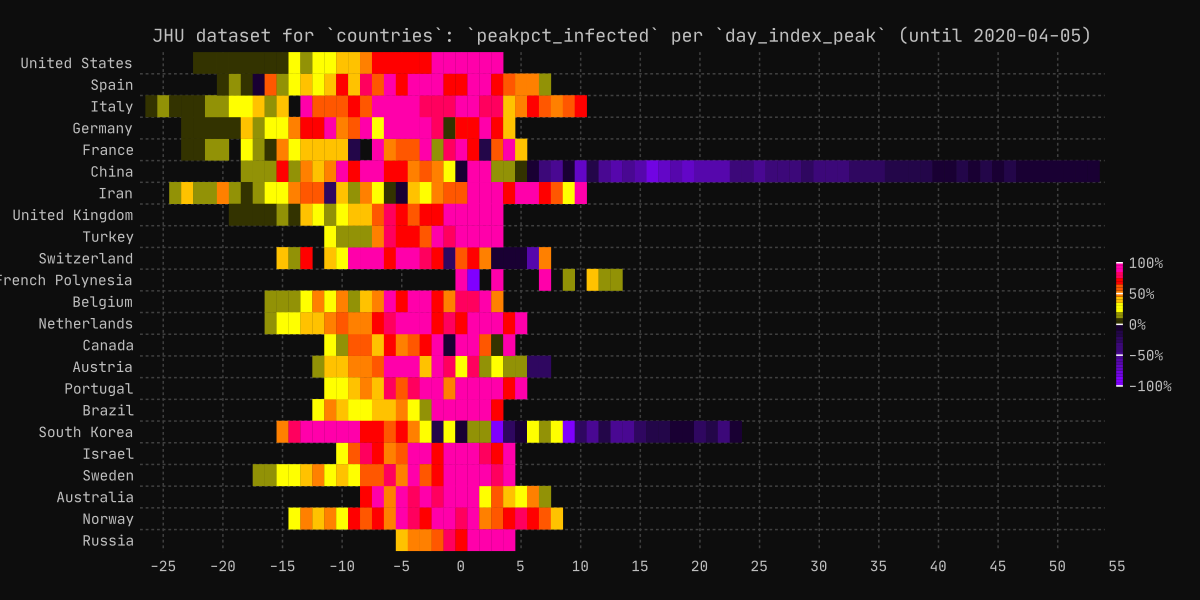 JHU dataset for `countries`: `peakpct_infected` per `day_index_peak` (until 2020-04-05)
United States
Spain
Italy
Germany
France
China
Iran
United Kingdom
Turkey
Switzerland
French Polynesia
Belgium
Netherlands
Canada
Austria
Portugal
Brazil
South Korea
Israel
Sweden
Australia
Norway
Russia
100%
50%
0%
-50%
-100%
-25 -20 -15 -10 -5 0 5 10 15 20 25 30 35 40 45 50 55